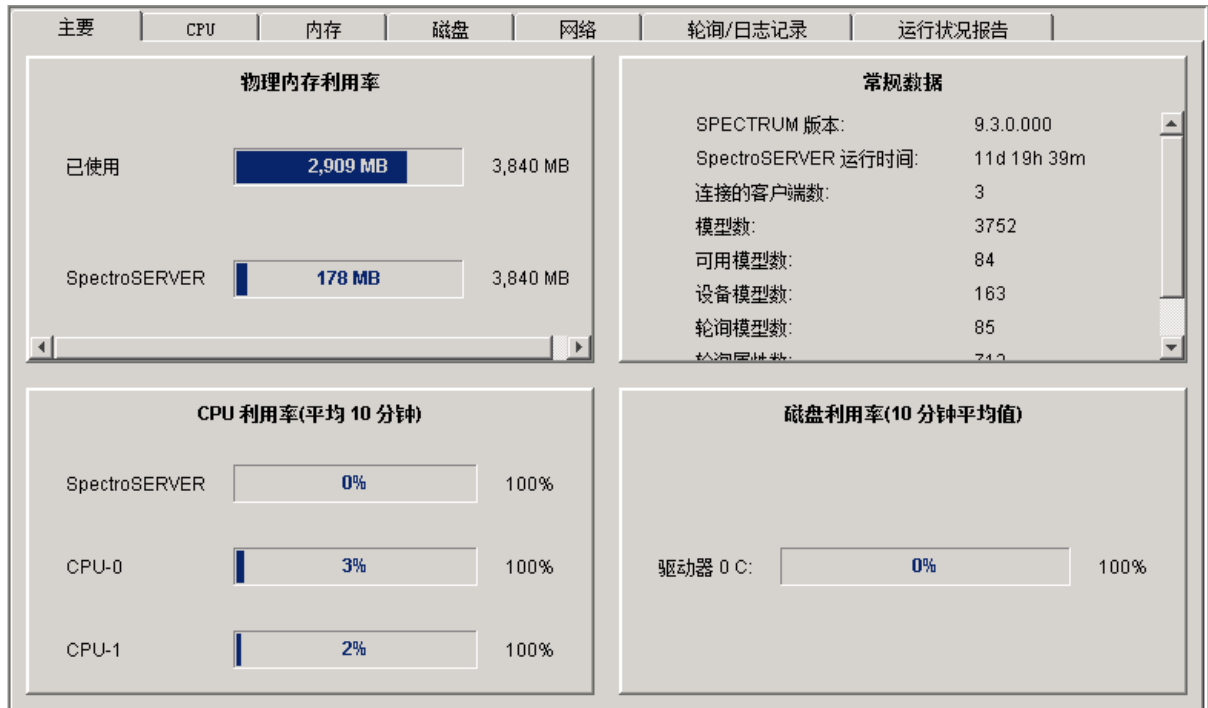 主要 CPU 内存 磁盘 网络 轮询/日志记录 运行状况报告
物理内存利用率
已使用 2,909 MB 3,840 MB
SpectroSERVER 178 MB 3,840 MB
常规数据
SPECTRUM 版本: 9.3.0.000
SpectroSERVER 运行时间: 11d 19h 39m
连接的客户端数: 3
模型数: 3752
可用模型数: 84
设备模型数: 163
轮询模型数: 85
CPU 利用率(平均 10 分钟)
SpectroSERVER 0% 100%
CPU-0 3% 100%
CPU-1 2% 100%
磁盘利用率(10 分钟平均值)
驱动器 0 C: 0% 100%